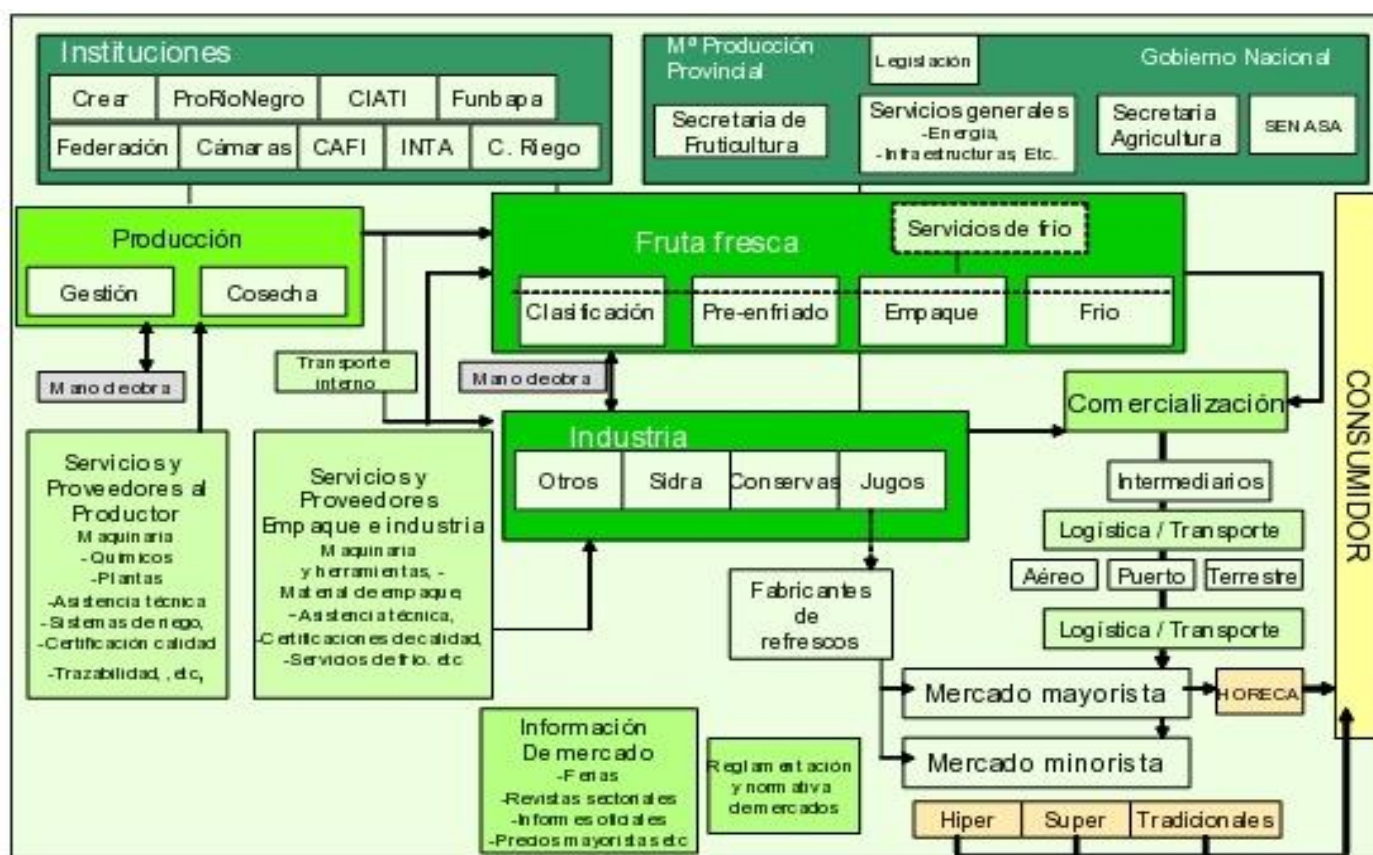 Instituciones
Crear
ProRioNegro
CIATI
Funbapa
Federación
Cámaras
CAFI
INTA
C. Riego
Mª Producción
Provincial
Legislación
Gobierno Nacional
Secretaria de
Fruticultura
Servicios generales
-Energía,
-Infraestructuras, Etc.
Secretaria
Agricultura
SENASA
Producción
Gestión
Cosecha
Fruta fresca
Servicios de frío
Clasificación
Pre-enfriado
Empaque
Frio
Mano de obra
Transporte
interno
Mano de obra
Industria
Otros
Sidra
Conservas
Jugos
Comercialización
Intermediarios
Logística / Transporte
Aéreo
Puerto
Terrestre
Logística / Transporte
CONSUMIDOR
Servicios y
Proveedores al
Productor
Maquinaria
-Químicos
-Plantas
-Asistencia técnica
-Sistemas de riego,
-Certificación calidad
-Trazabilidad, , etc,
Servicios y
Proveedores
Empaque e industria
Maquinaria
y herramientas, -
Material de empaque,
-Asistencia técnica,
-Certificaciones de calidad,
-Servicios de frío. etc
Fabricantes
de
refrescos
Mercado mayorista
HORECA
Mercado minorista
Hiper
Super
Tradicionales
Información
De mercado
-Ferias
-Revistas sectoriales
-Informes oficiales
-Precios mayoristas etc
Reglamentación
y normativa
de mercados